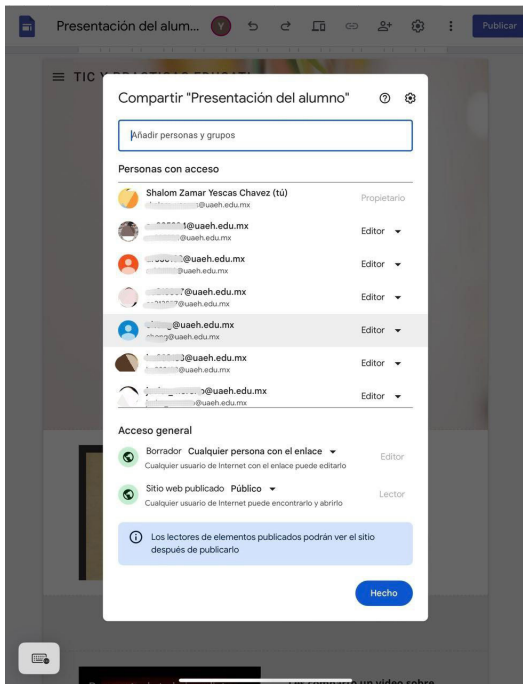 Presentación del alum...
Y
Publicar
TIC Y PRACTICAS EDUCATI
Compartir "Presentación del alumno"
Añadir personas y grupos
Personas con acceso
Shalom Zamar Yescas Chavez (tú)
@uaeh.edu.mx
Propietario
@uaeh.edu.mx
@uaeh.edu.mx
Editor
@uaeh.edu.mx
@uaeh.edu.mx
Editor
@uaeh.edu.mx
@uaeh.edu.mx
Editor
@uaeh.edu.mx
@uaeh.edu.mx
Editor
@uaeh.edu.mx
@uaeh.edu.mx
Editor
@uaeh.edu.mx
@uaeh.edu.mx
Editor
Acceso general
Borrador Cualquier persona con el enlace
Cualquier usuario de Internet con el enlace puede editarlo
Editor
Sitio web publicado Público
Cualquier usuario de Internet puede encontrarlo y abrirlo
Lector
Los lectores de elementos publicados podrán ver el sitio
después de publicarlo
Hecho
un video sobre